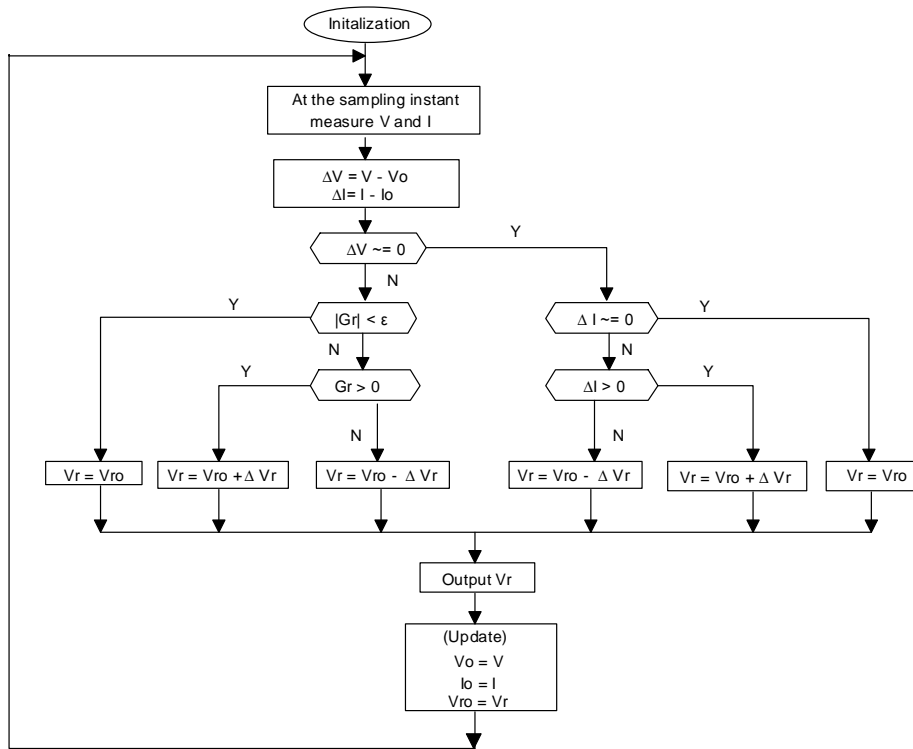 Initalization
At the sampling instant
measure V and I
ΔV = V - Vo
ΔI= I - Io
ΔV ~= 0
Y
N
Y
|Gr| < ε
Δ I ~= 0
Y
N
N
Y
Gr > 0
ΔI > 0
Y
N
N
Vr = Vro
Vr = Vro +Δ Vr
Vr = Vro - Δ Vr
Vr = Vro - Δ Vr
Vr = Vro + Δ Vr
Vr = Vro
Output Vr
(Update)
Vo = V
Io = I
Vro = Vr